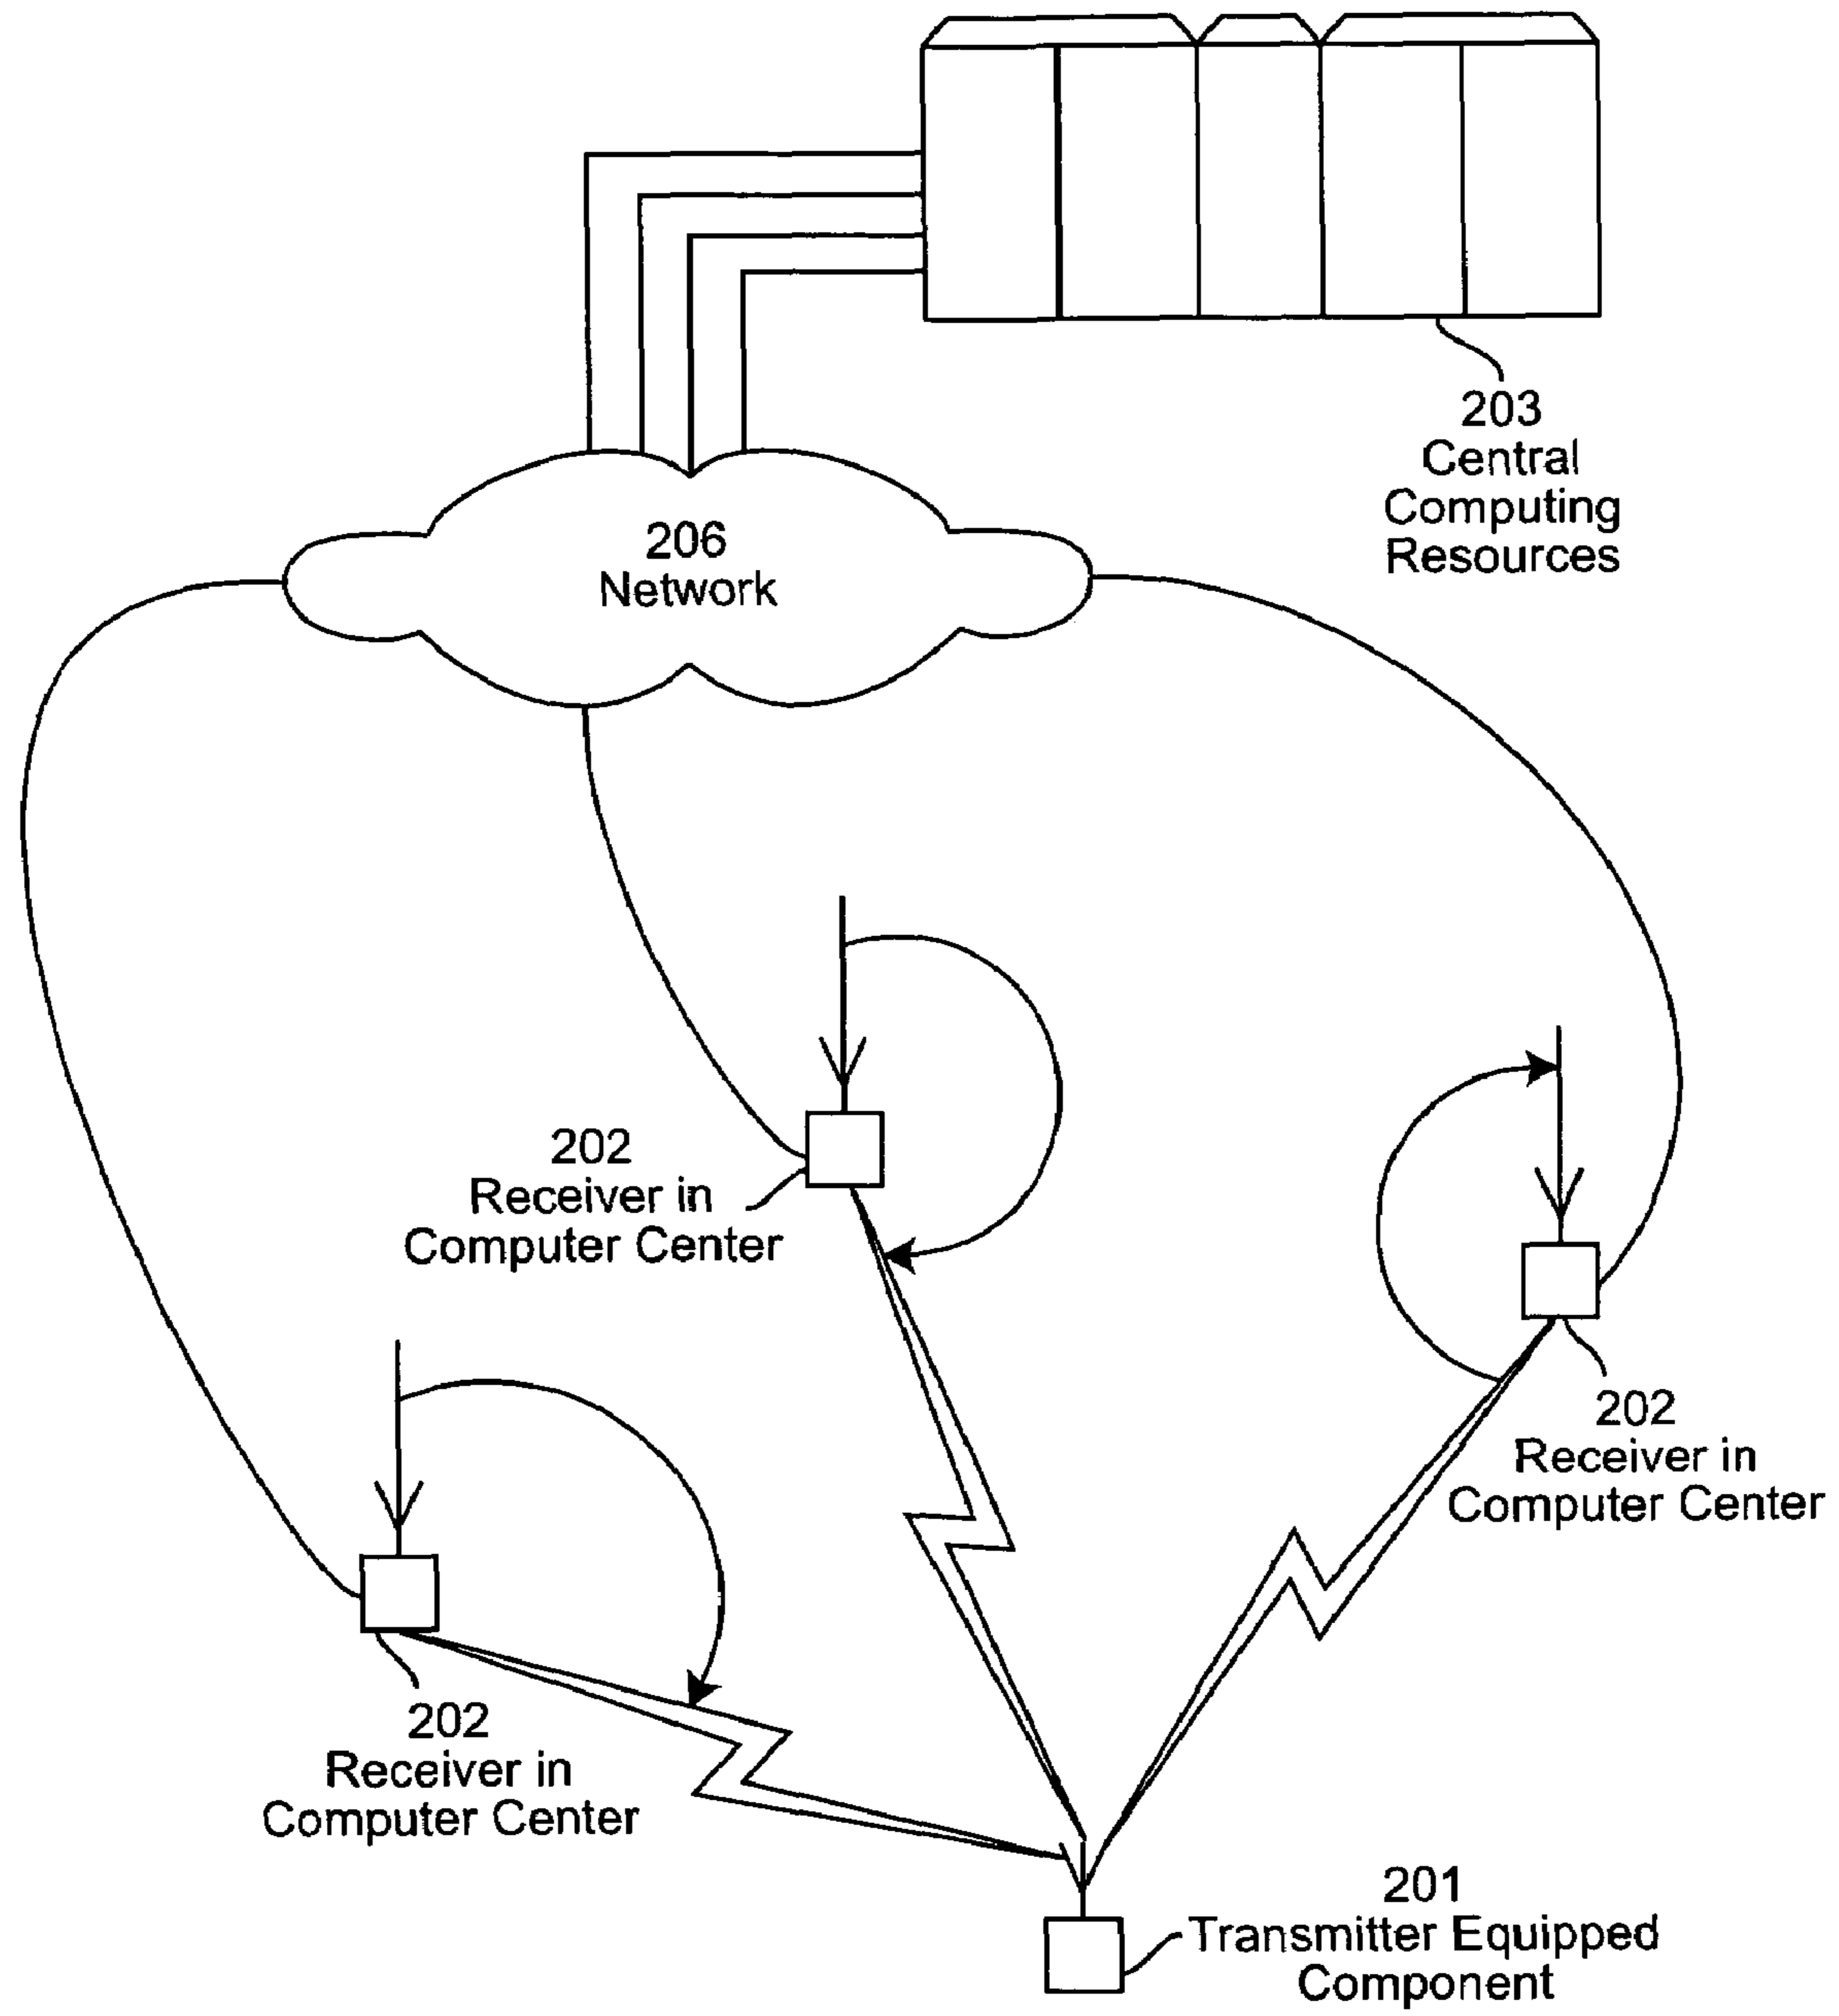 203
Central
Computing
Resources
206
Network
202
Receiver in
Computer Center
202
Receiver in
Computer Center
202
Receiver in
Computer Center
201
Transmitter Equipped
Component